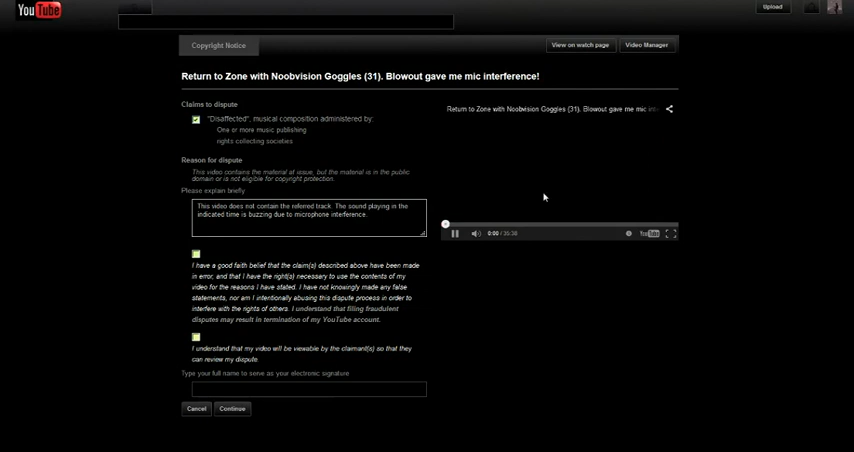 YouTube
Upload
Copyright Notice
View on watch page
Video Manager
Return to Zone with Noobvision Goggles (31). Blowout gave me mic interference!
Claims to dispute
"Disaffected", musical composition administered by:
One or more music publishing
rights collecting societies
Reason for dispute
This video contains the material at issue, but the material is in the public
domain or is not eligible for copyright protection.
Please explain briefly
This video does not contain the referred track. The sound playing in the
indicated time is buzzing due to microphone interference.
I have a good faith belief that the claim(s) described above have been made
in error, and that I have the right(s) necessary to use the contents of my
video for the reasons I have stated. I have not knowingly made any false
statements, nor am I intentionally abusing this dispute process in order to
interfere with the rights of others. I understand that filing fraudulent
disputes may result in termination of my YouTube account.
I understand that my video will be viewable by the claimant(s) so that they
can review my dispute.
Type your full name to serve as your electronic signature
Cancel
Continue
Return to Zone with Noobvision Goggles (31). Blowout gave me mic
0:00
YouTube